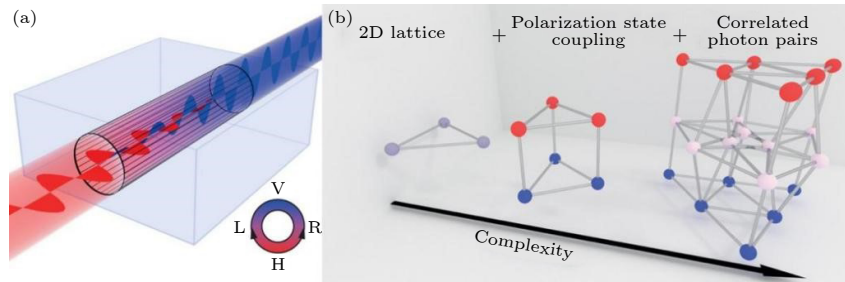 (a)
V
L
R
H
(b)
2D lattice
+
Polarization state
coupling
+
Correlated
photon pairs
Complexity